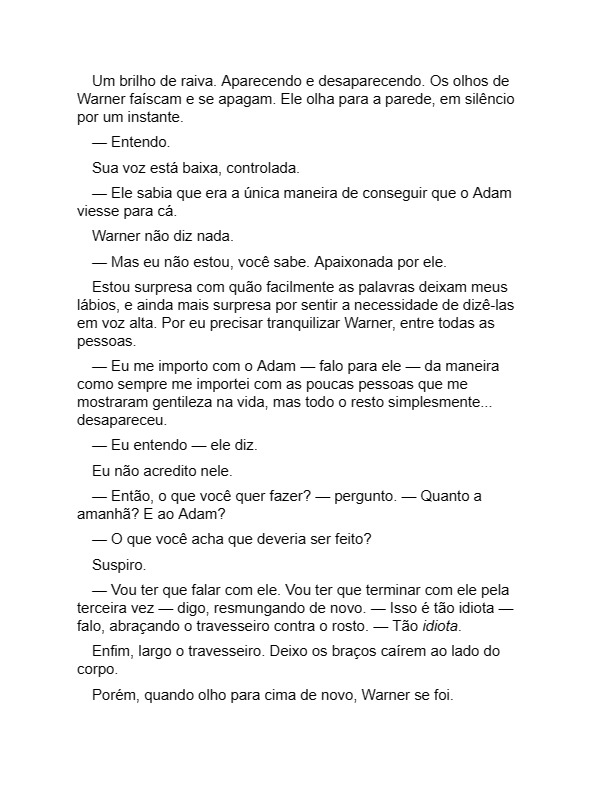 Um brilho de raiva. Aparecendo e desaparecendo. Os olhos de
Warner faíscam e se apagam. Ele olha para a parede, em silêncio
por um instante.
— Entendo.
Sua voz está baixa, controlada.
— Ele sabia que era a única maneira de conseguir que o Adam
viesse para cá.
Warner não diz nada.
— Mas eu não estou, você sabe. Apaixonada por ele.
Estou surpresa com quão facilmente as palavras deixam meus
lábios, e ainda mais surpresa por sentir a necessidade de dizê-las
em voz alta. Por eu precisar tranquilizar Warner, entre todas as
pessoas.
— Eu me importo com o Adam — falo para ele — da maneira
como sempre me importei com as poucas pessoas que me
mostraram gentileza na vida, mas todo o resto simplesmente...
desapareceu.
— Eu entendo — ele diz.
Eu não acredito nele.
— Então, o que você quer fazer? — pergunto. — Quanto a
amanhã? E ao Adam?
— O que você acha que deveria ser feito?
Suspiro.
— Vou ter que falar com ele. Vou ter que terminar com ele pela
terceira vez — digo, resmungando de novo. — Isso é tão idiota —
falo, abraçando o travesseiro contra o rosto. — Tão idiota.
Enfim, largo o travesseiro. Deixo os braços caírem ao lado do
corpo.
Porém, quando olho para cima de novo, Warner se foi.